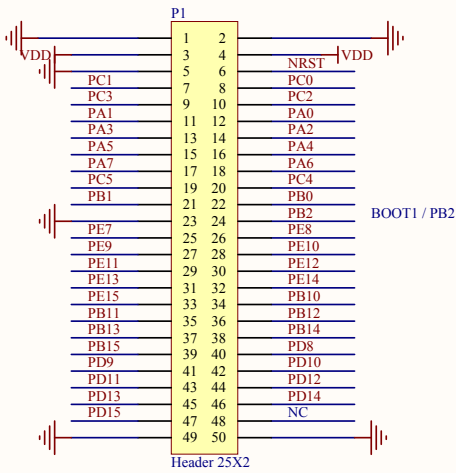 P1
1 2
VDD 3 4 VDD
5 6 NRST
PC1 7 8 PC0
PC3 9 10 PC2
PA1 11 12 PA0
PA3 13 14 PA2
PA5 15 16 PA4
PA7 17 18 PA6
PC5 19 20 PC4
PB1 21 22 PB0
23 24 PB2 BOOT1 / PB2
PE7 25 26 PE8
PE9 27 28 PE10
PE11 29 30 PE12
PE13 31 32 PE14
PE15 33 34 PB10
PB11 35 36 PB12
PB13 37 38 PB14
PB15 39 40 PD8
PD9 41 42 PD10
PD11 43 44 PD12
PD13 45 46 PD14
PD15 47 48 NC
49 50
Header 25X2